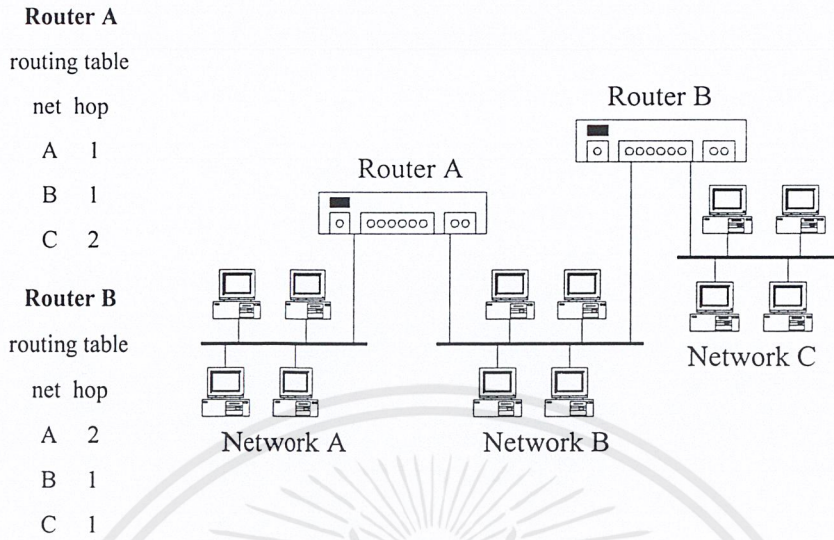 Router A
routing table
net hop
A 1
B 1
C 2
Router B
routing table
net hop
A 2
B 1
C 1
Router A
Router B
Network A
Network B
Network C